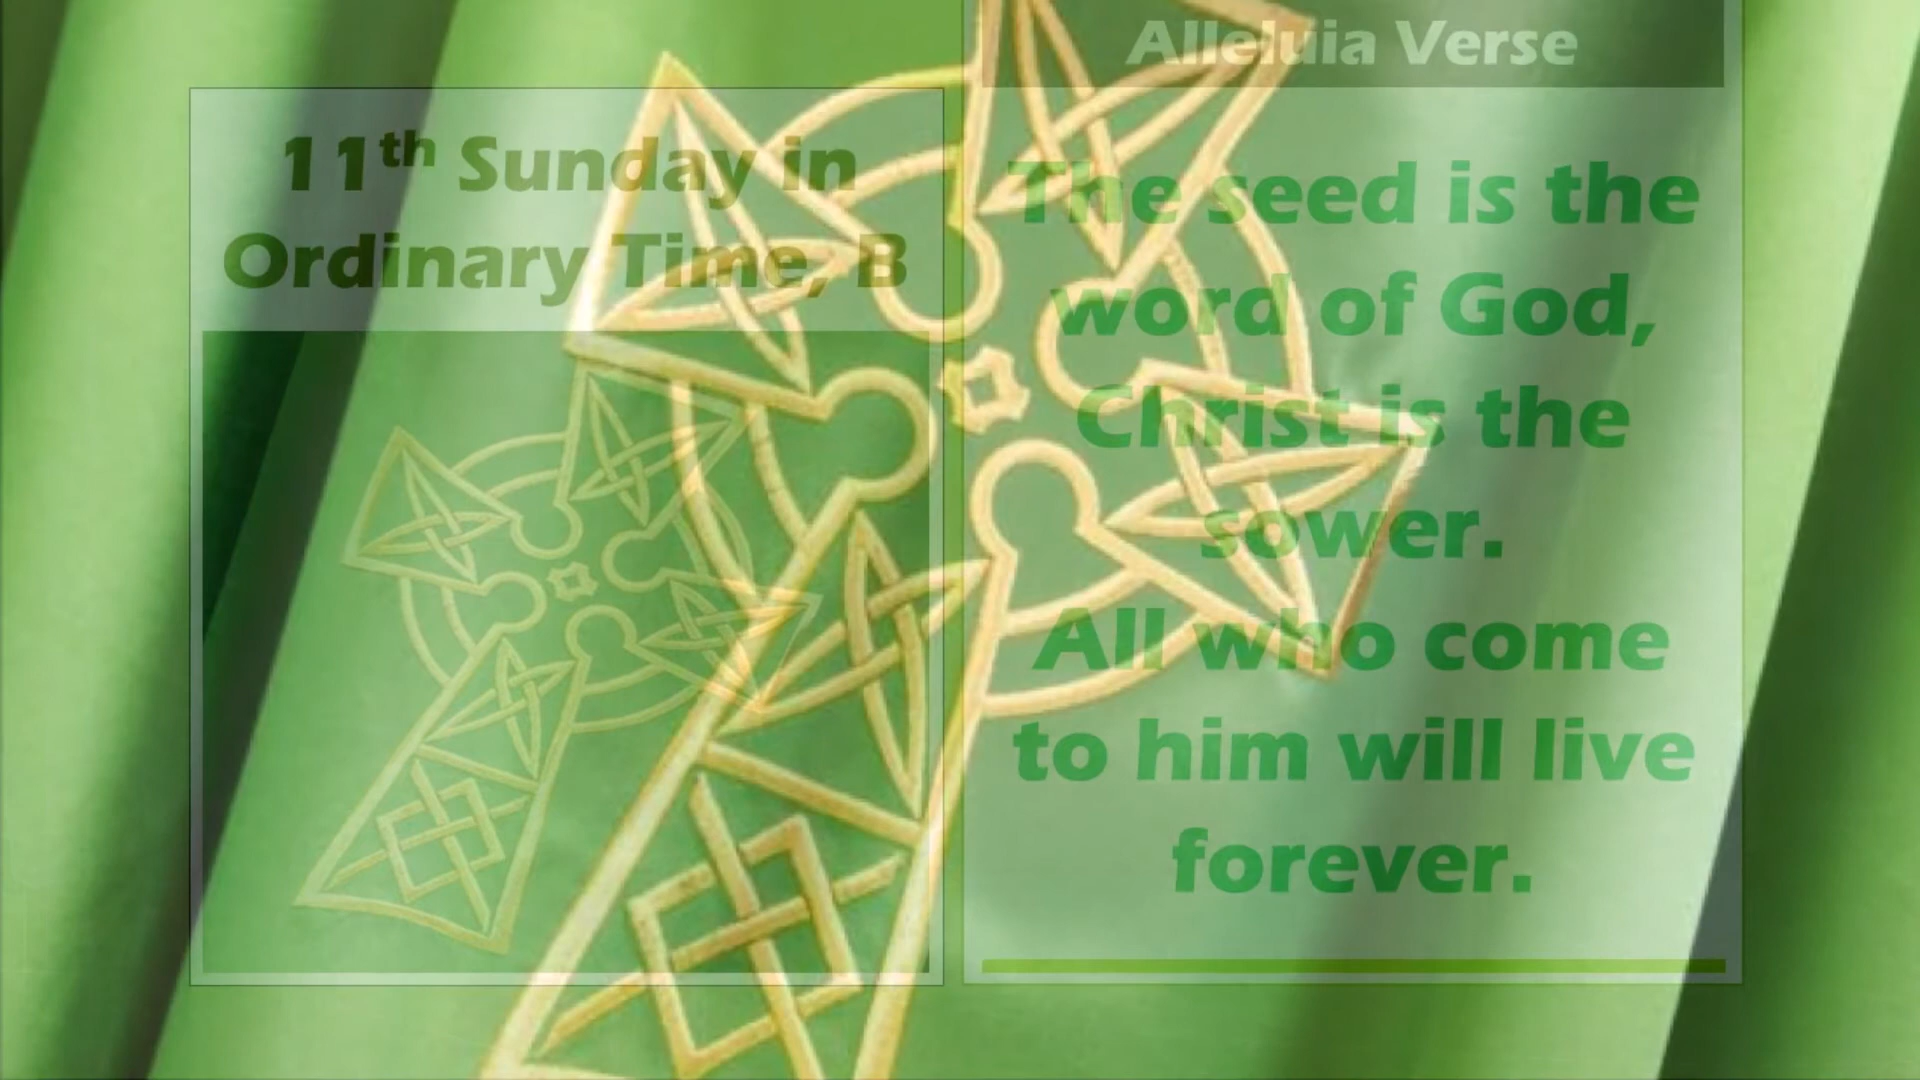 11th Sunday in
Ordinary Time, B
Alleluia Verse
The seed is the
word of God,
Christ is the
sower.
All who come
to him will live
forever.